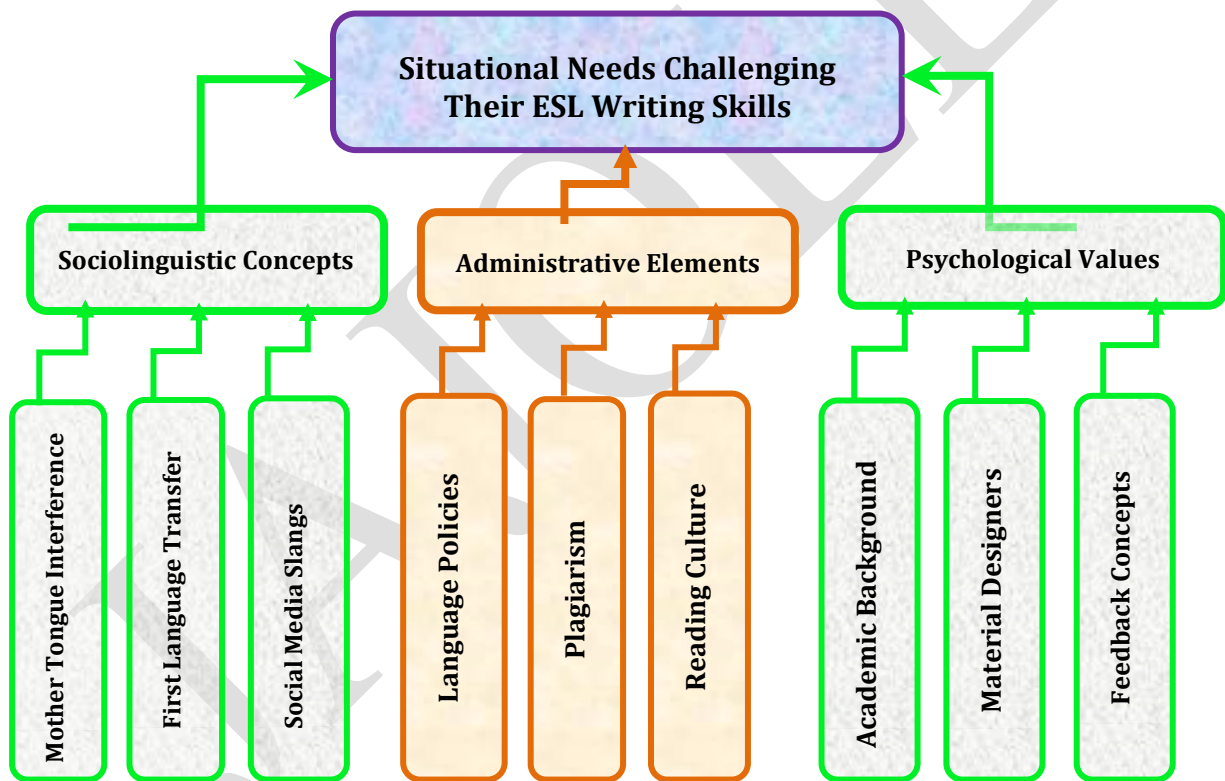 Situational Needs Challenging
Their ESL Writing Skills
Sociolinguistic Concepts
Administrative Elements
Psychological Values
Mother Tongue Interference
First Language Transfer
Social Media Slangs
Language Policies
Plagiarism
Reading Culture
Academic Background
Material Designers
Feedback Concepts